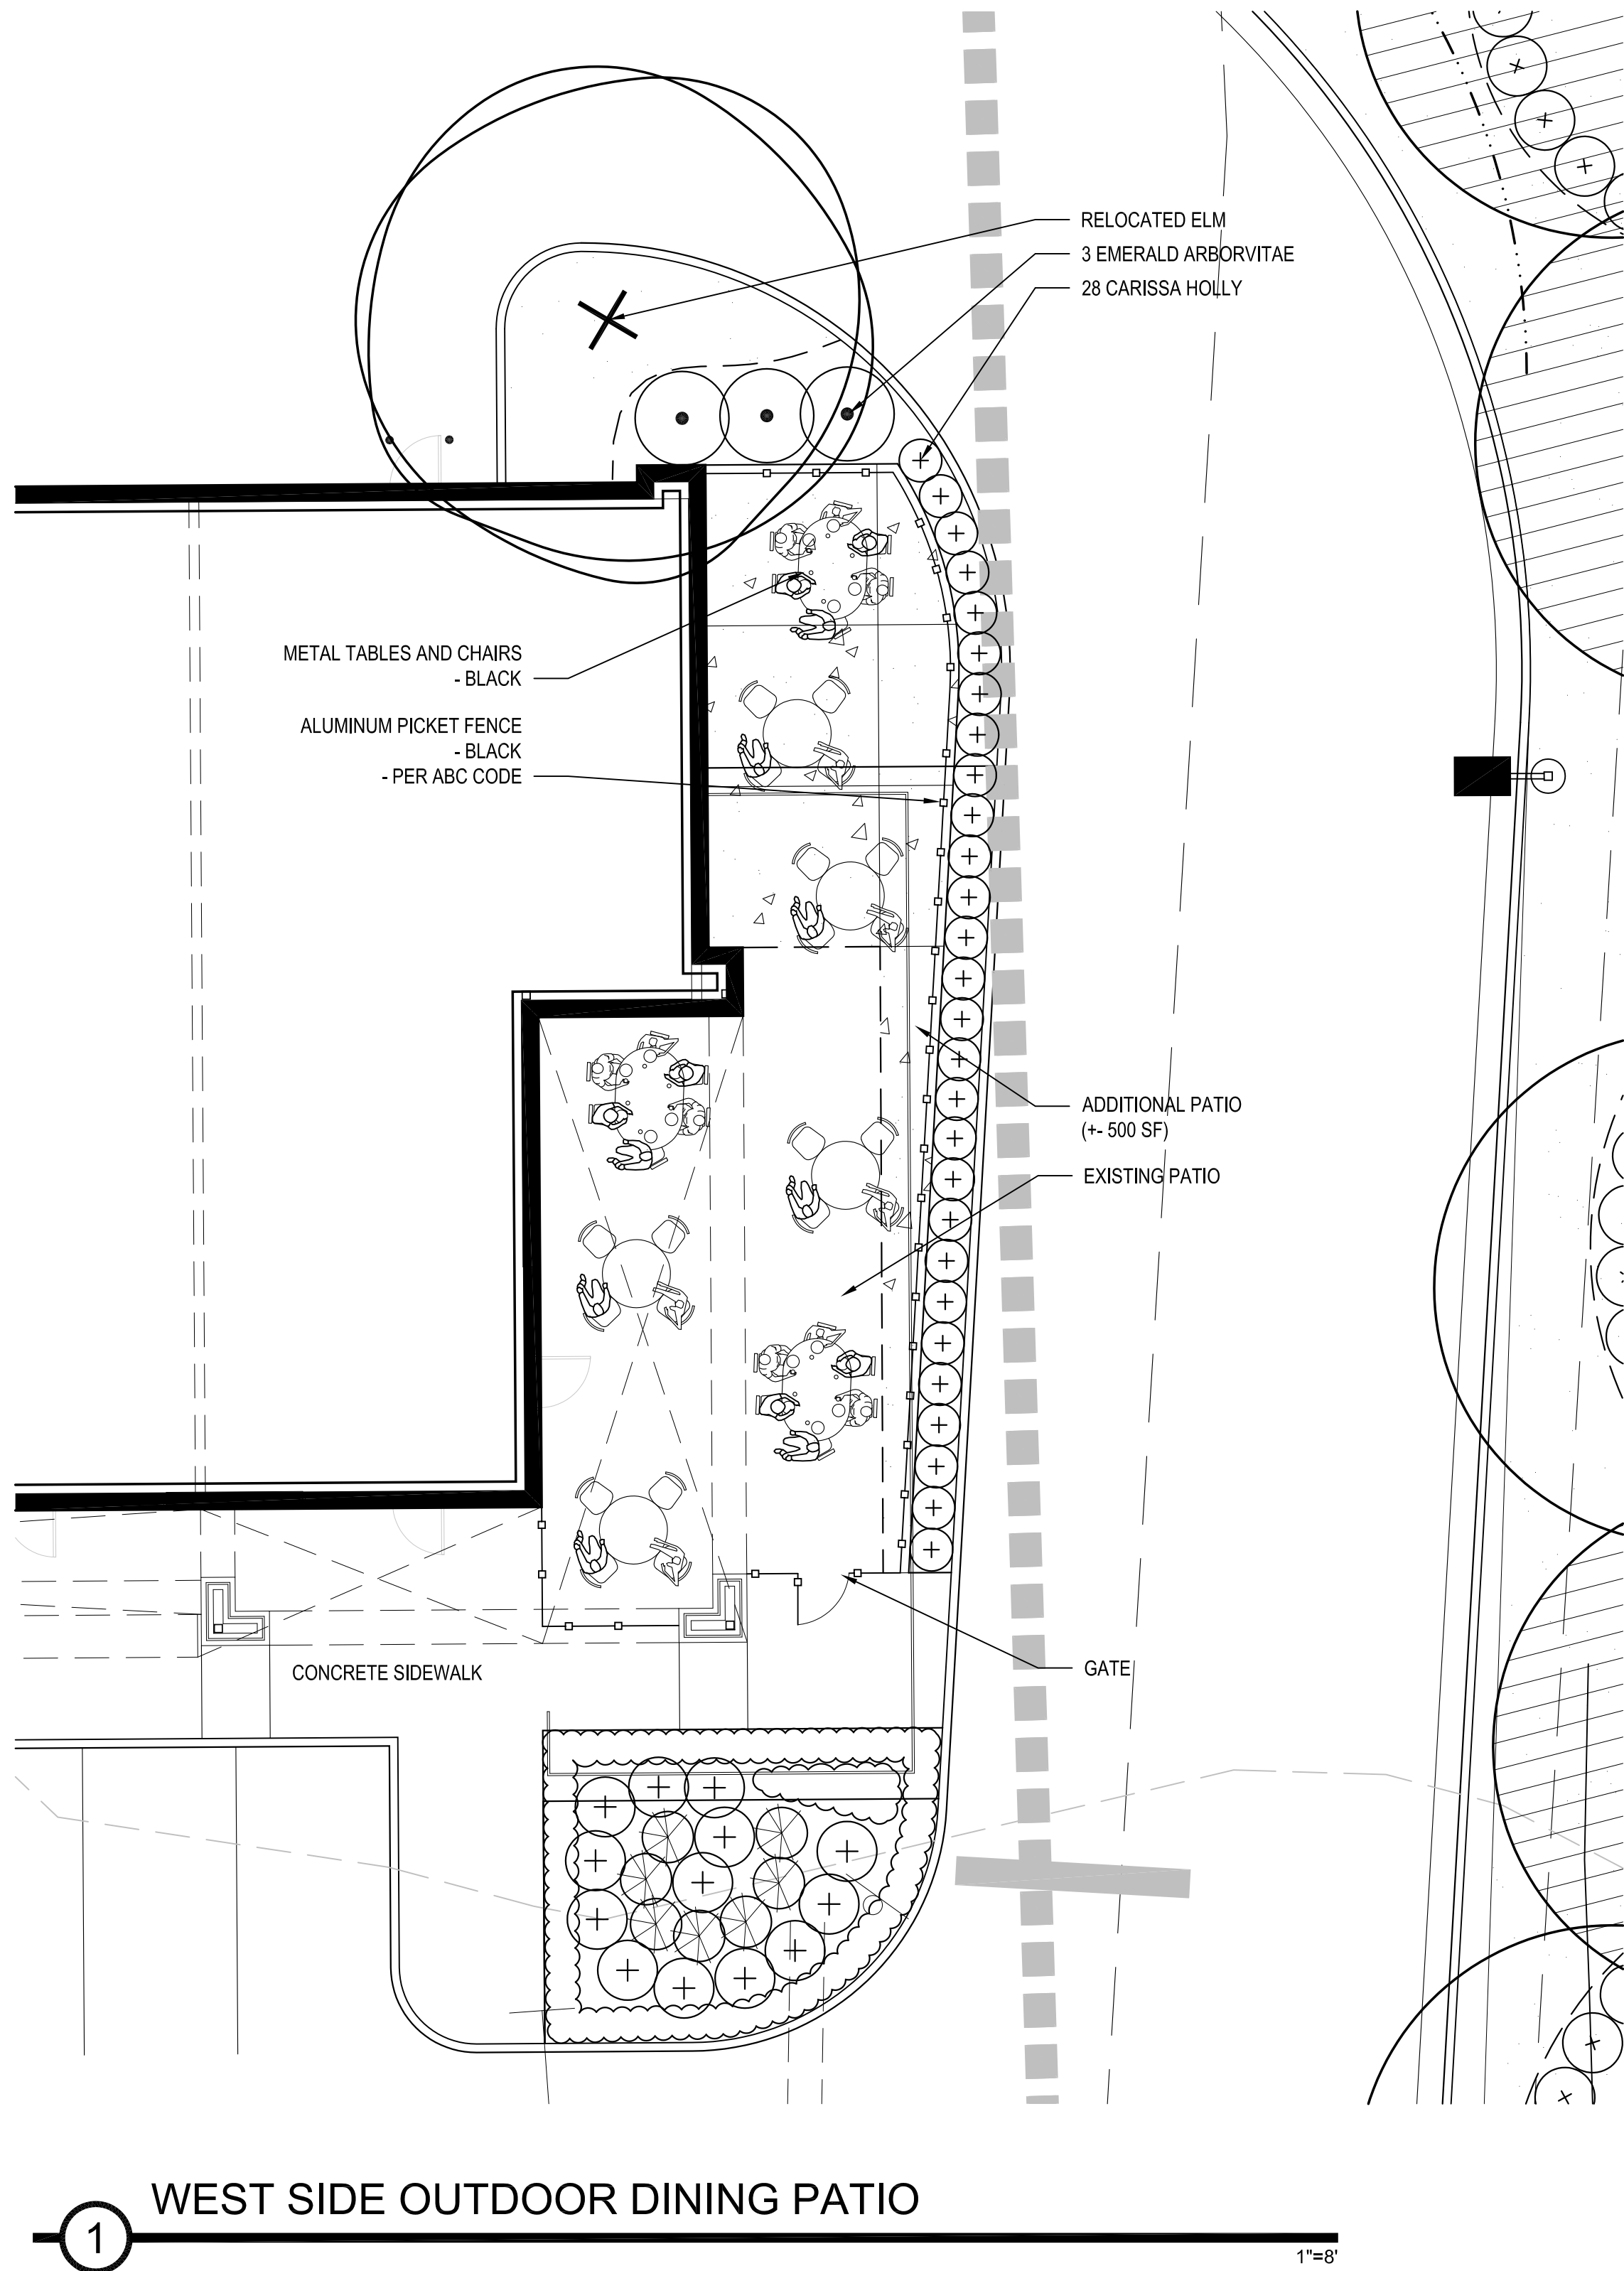 RELOCATED ELM
3 EMERALD ARBORVITAE
28 CARISSA HOLLY
METAL TABLES AND CHAIRS
- BLACK
ALUMINUM PICKET FENCE
- BLACK
- PER ABC CODE
ADDITIONAL PATIO
(+- 500 SF)
EXISTING PATIO
GATE
CONCRETE SIDEWALK
WEST SIDE OUTDOOR DINING PATIO
1
1"=8'